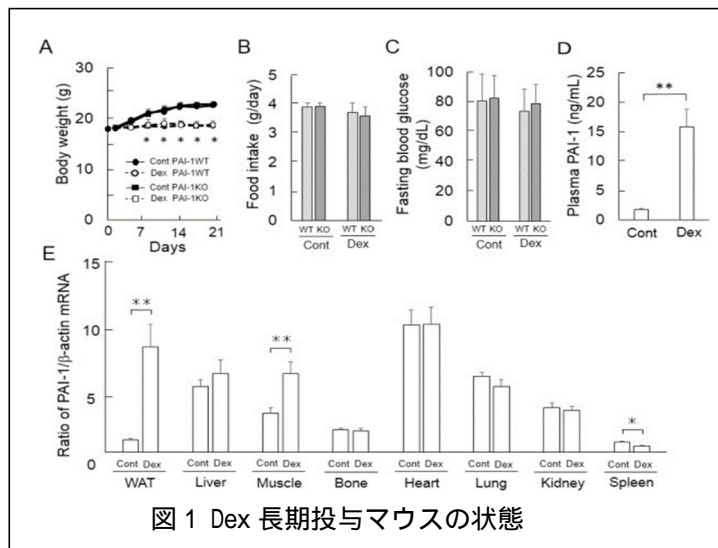 A
Body weight (g)
30
20
10
0
* * * * *
Cont PAI-1WT
Dex PAI-1WT
Cont PAI-1KO
Dex PAI-1KO
0 7 14 21
Days
B
Food intake (g/day)
5
4
3
2
1
0
WT KO WT KO
Cont Dex
C
Fasting blood glucose
(mg/dL)
100
80
60
40
20
0
WT KO WT KO
Cont Dex
D
Plasma PAI-1 (ng/mL)
25
20
15
10
5
0
**
Cont Dex
E
Ratio of PAI-1/β-actin mRNA
15
10
5
0
** ** *
Cont Dex Cont Dex Cont Dex Cont Dex Cont Dex Cont Dex Cont Dex Cont Dex
WAT Liver Muscle Bone Heart Lung Kidney Spleen
図 1 Dex 長期投与マウスの状態